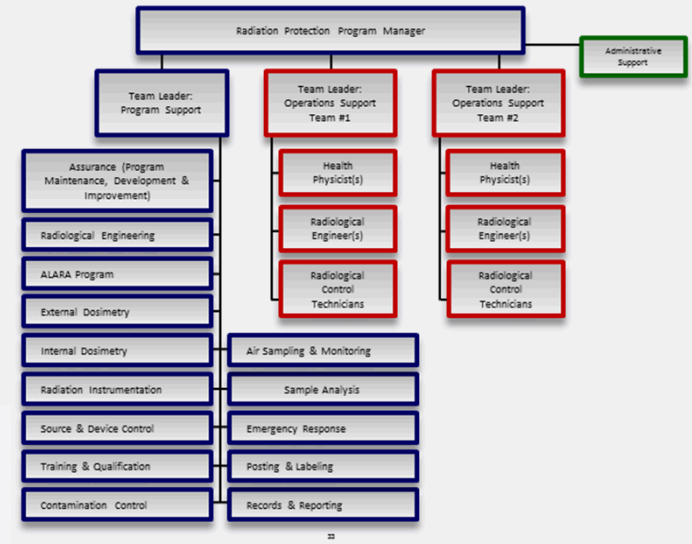 Radiation Protection Program Manager
Administrative
Support
Team Leader:
Program Support
Team Leader:
Operations Support
Team #1
Team Leader:
Operations Support
Team #2
Assurance (Program
Maintenance, Development &
Improvement)
Radiological Engineering
ALARA Program
External Dosimetry
Internal Dosimetry
Radiation Instrumentation
Source & Device Control
Training & Qualification
Contamination Control
Air Sampling & Monitoring
Sample Analysis
Emergency Response
Posting & Labeling
Records & Reporting
Health
Physicist(s)
Radiological
Engineer(s)
Radiological
Control
Technicians
Health
Physicist(s)
Radiological
Engineer(s)
Radiological
Control
Technicians
33